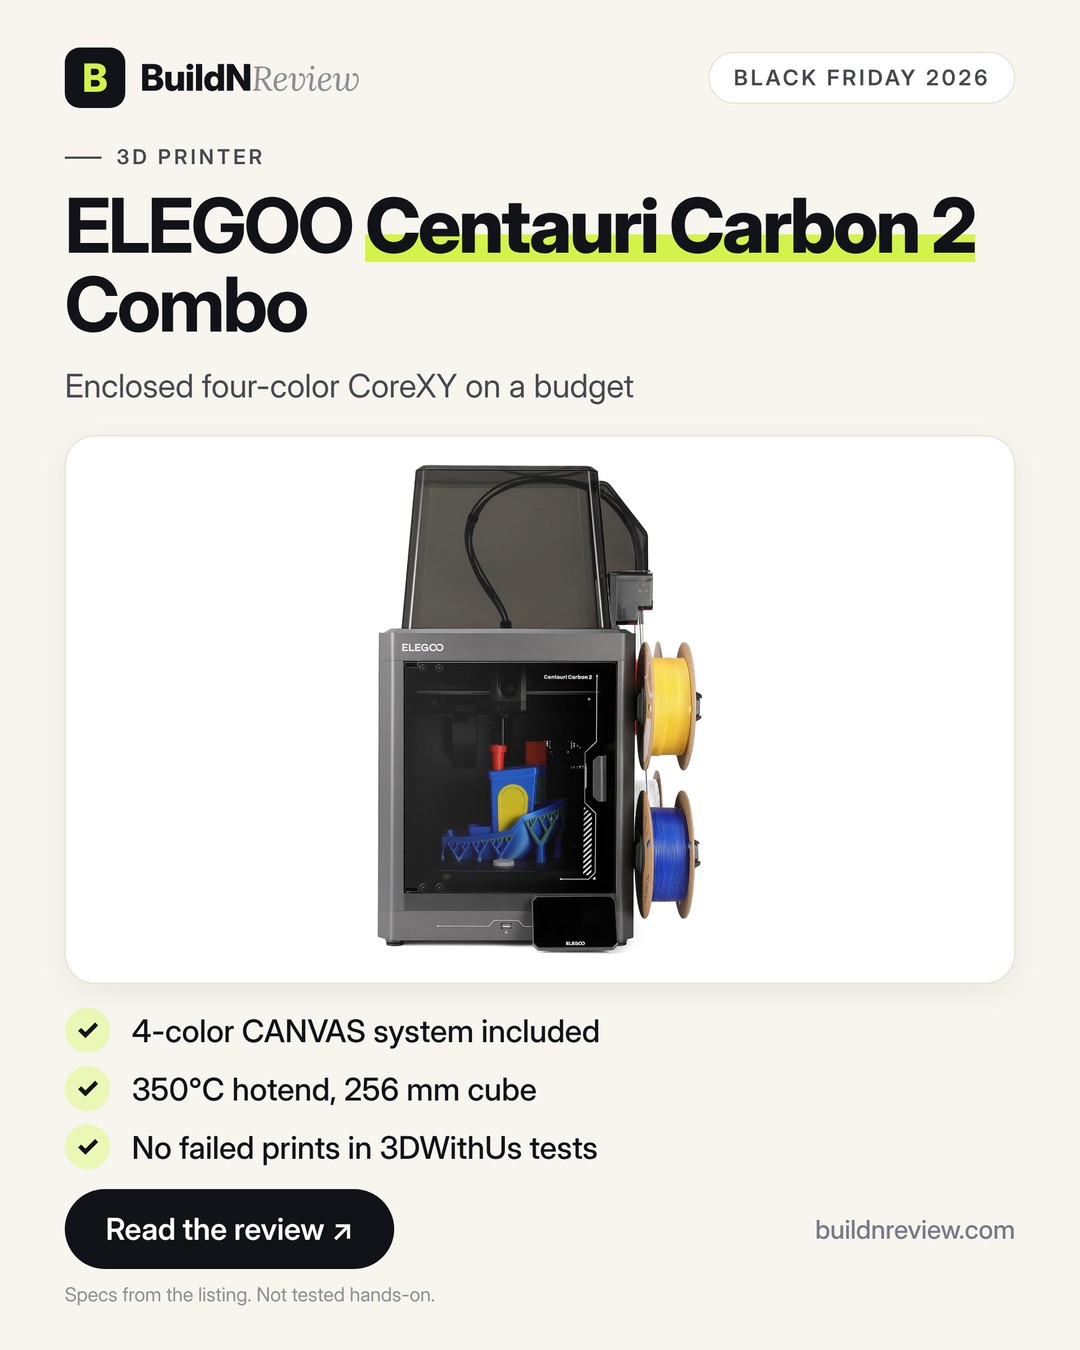 B BuildNReview
BLACK FRIDAY 2026
3D PRINTER
ELEGOO Centauri Carbon 2
Combo
Enclosed four-color CoreXY on a budget
ELEGOO
Centauri Carbon 2
ELEGOO
4-color CANVAS system included
350°C hotend, 256 mm cube
No failed prints in 3DWithUs tests
Read the review ↗
buildnreview.com
Specs from the listing. Not tested hands-on.